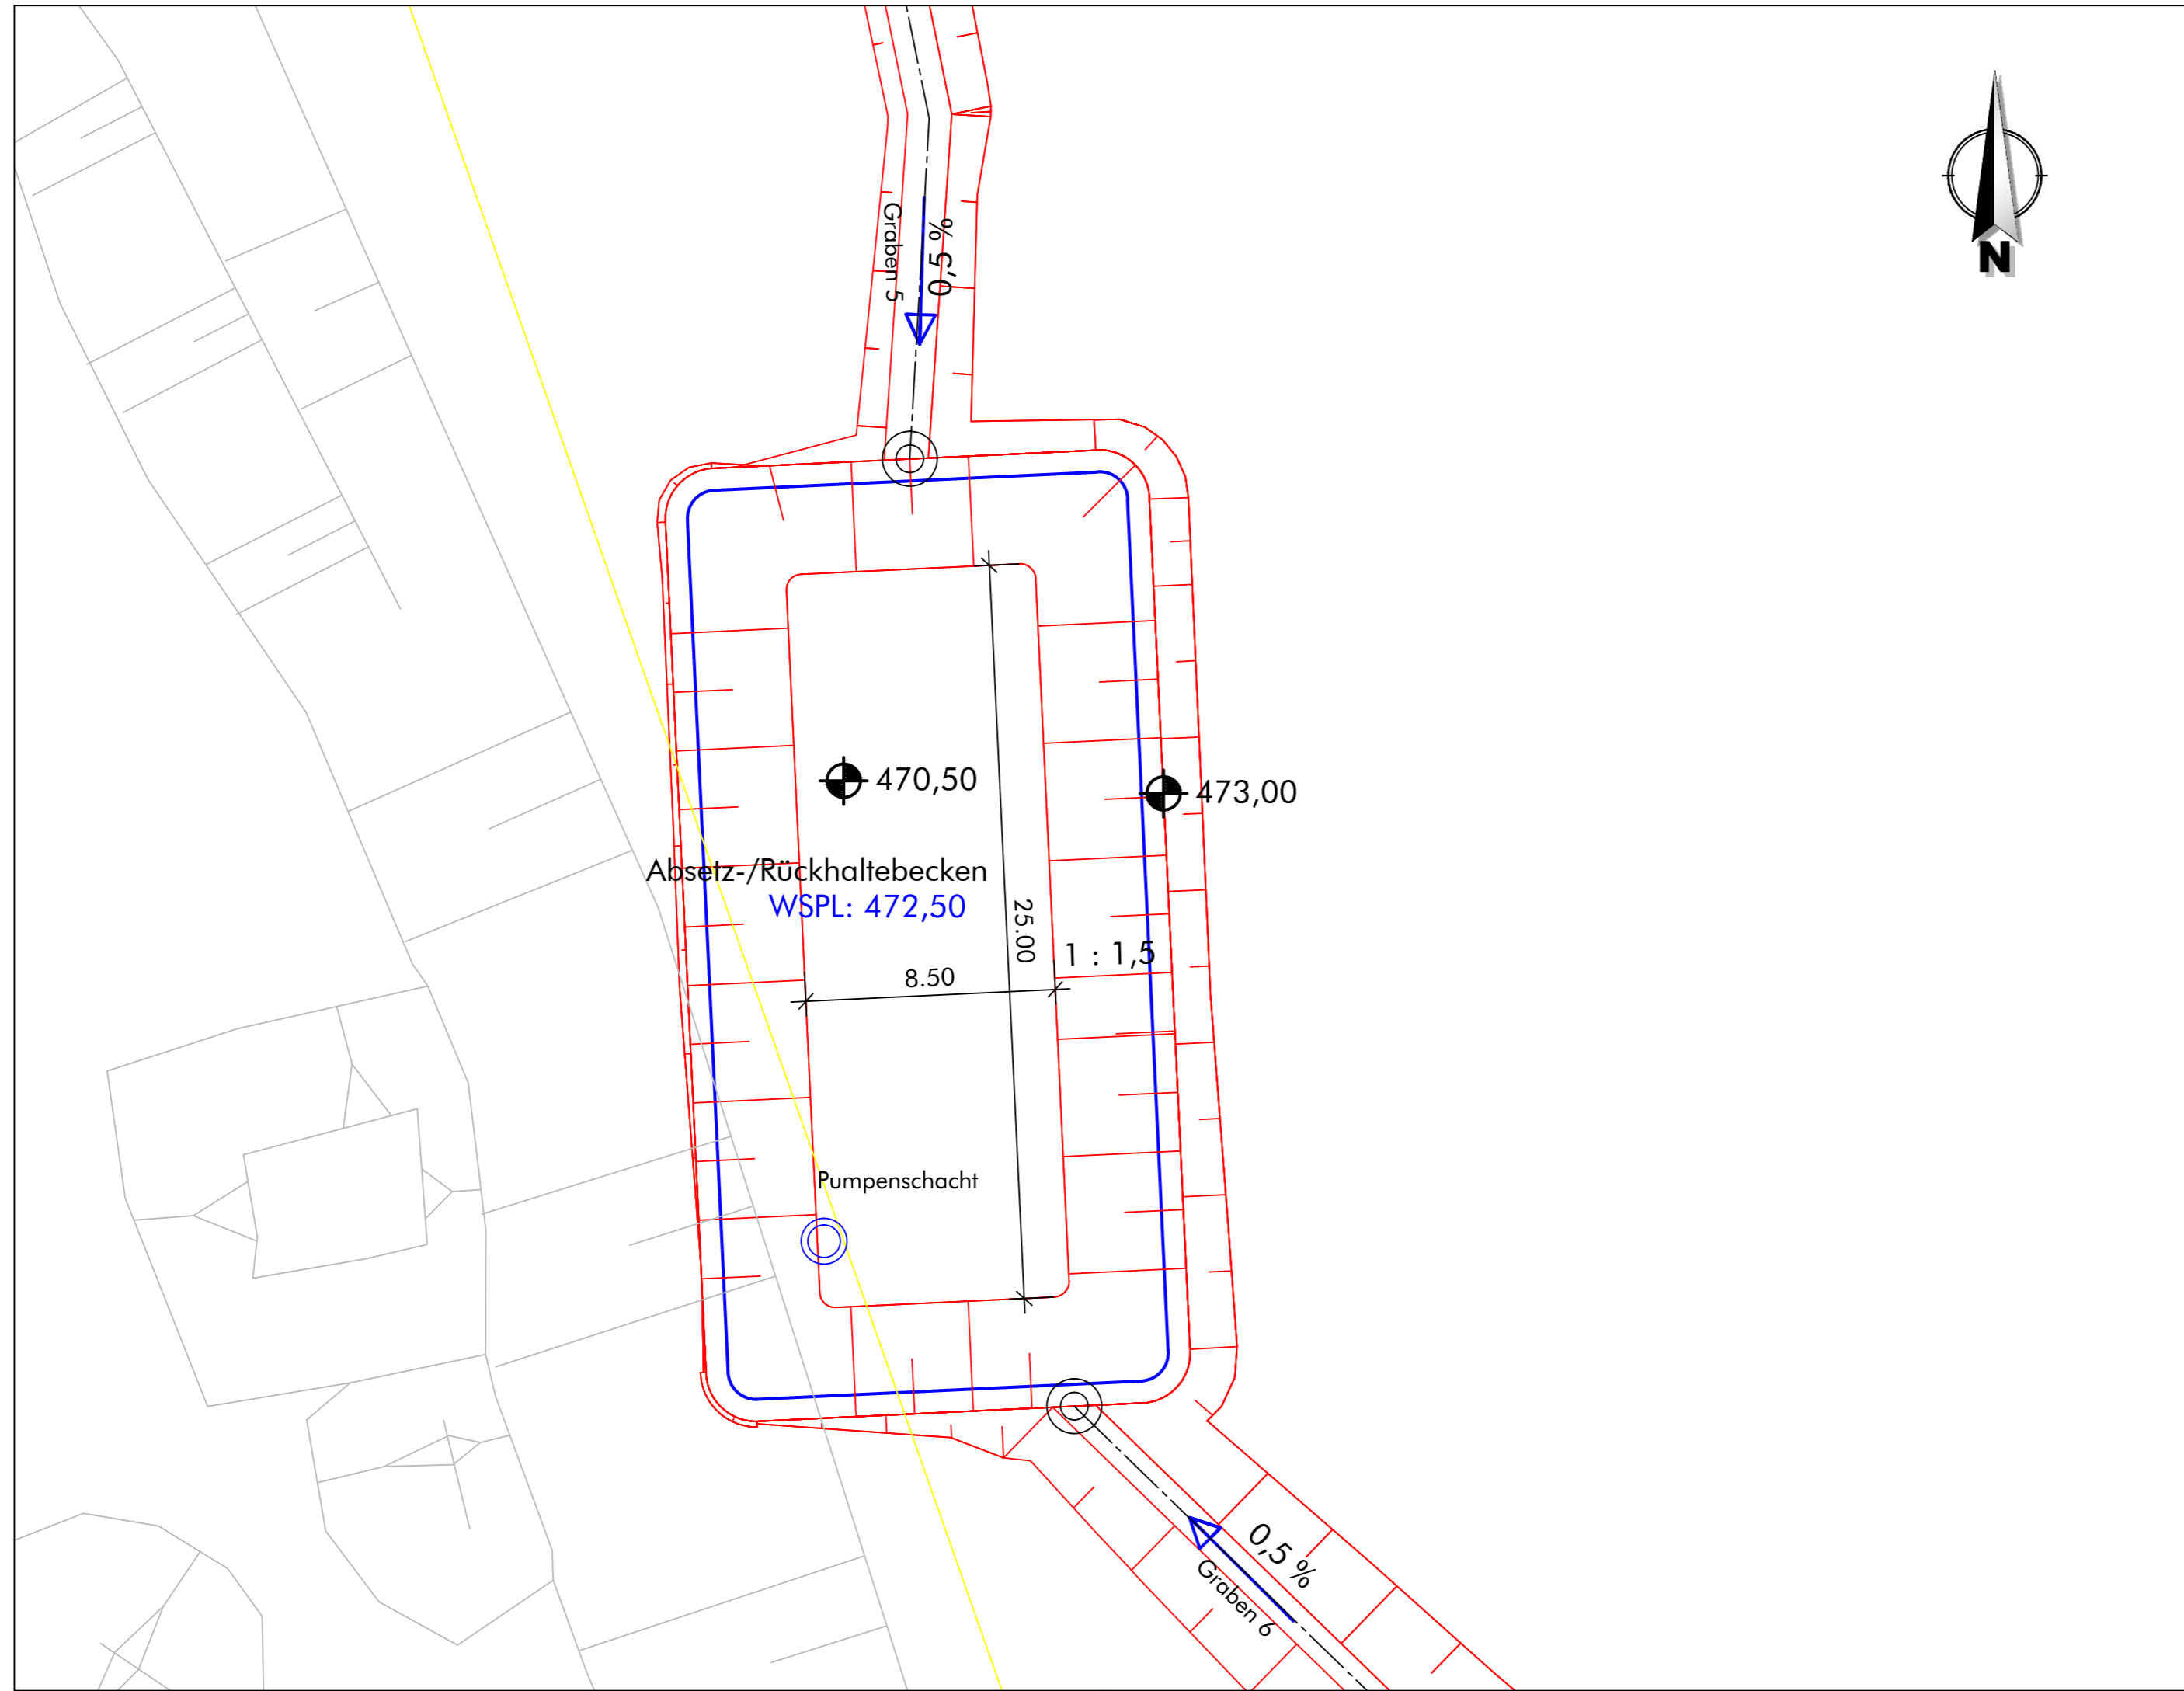 N
Graben 5
0,5 %
470,50
473,00
Absetz-/Rückhaltebecken
WSPL: 472,50
25.00
1 : 1,5
8.50
Pumpenschacht
0,5 %
Graben 6